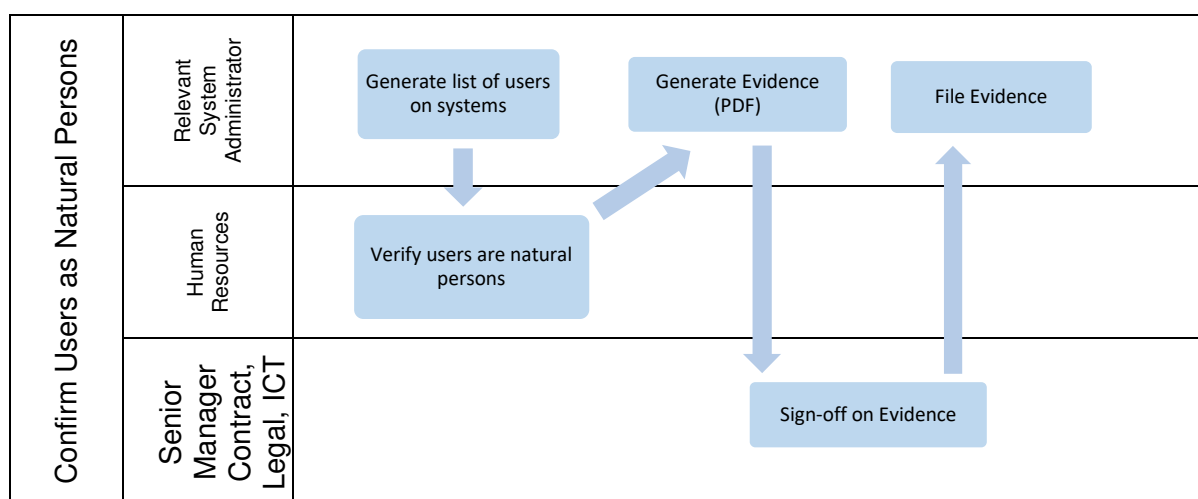 Confirm Users as Natural Persons
Relevant
System
Administrator
Generate list of users
on systems
Generate Evidence
(PDF)
File Evidence
Human
Resources
Verify users are natural
persons
Senior
Manager
Contract,
Legal, ICT
Sign-off on Evidence